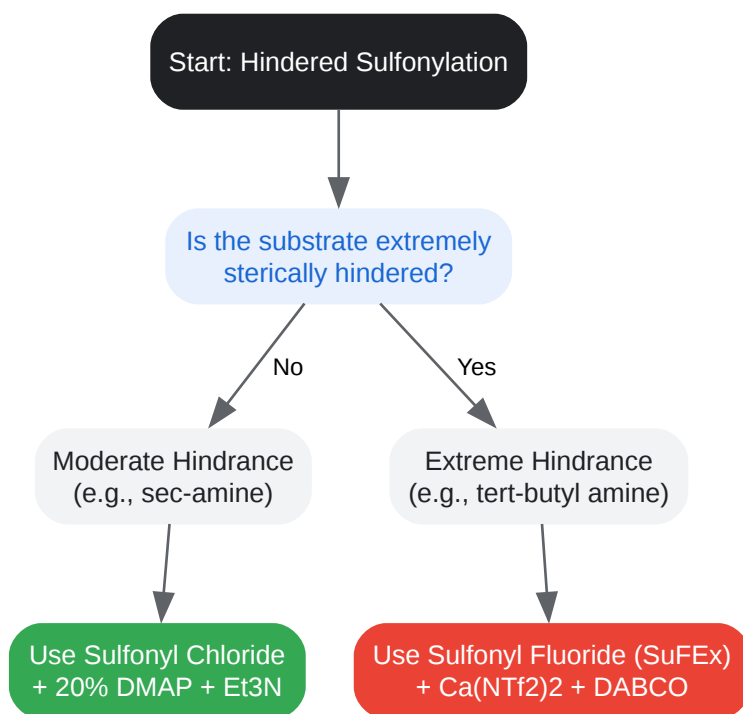 Start: Hindered Sulfonylation
Is the substrate extremely
sterically hindered?
No
Yes
Moderate Hindrance
(e.g., sec-amine)
Extreme Hindrance
(e.g., tert-butyl amine)
Use Sulfonyl Chloride
+ 20% DMAP + Et3N
Use Sulfonyl Fluoride (SuFEx)
+ Ca(NTf2)2 + DABCO